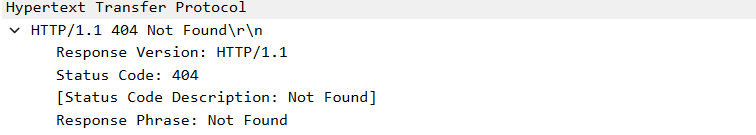 Hypertext Transfer Protocol
HTTP/1.1 404 Not Found\r\n
Response Version: HTTP/1.1
Status Code: 404
[Status Code Description: Not Found]
Response Phrase: Not Found